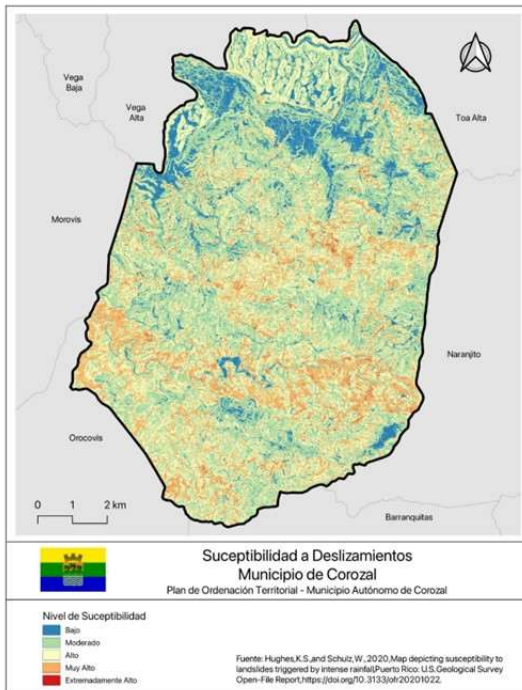 Vega
Baja
Vega
Alta
Toa Alta
Morovis
Naranjito
Orocovis
0 1 2 km
Barranquitas
Suceptibilidad a Deslizamientos
Municipio de Corozal
Plan de Ordenación Territorial - Municipio Autónomo de Corozal
Nivel de Suceptibilidad
Bajo
Moderado
Alto
Muy Alto
Extremadamente Alto
Fuente: Hughes,K.S.,and Schulz,W.,2020,Map depicting susceptibility to
landslides triggered by intense rainfall,Puerto Rico: U.S.Geological Survey
Open-File Report,https://doi.org/10.3133/ofr20201022.